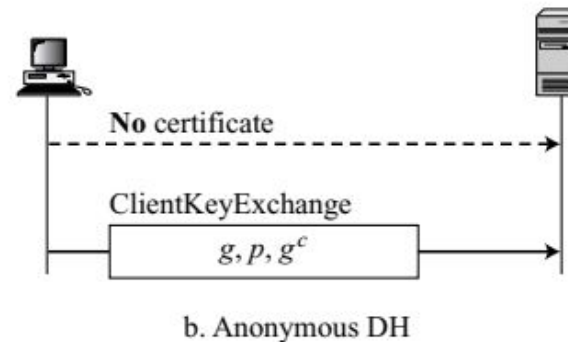 No certificate
ClientKeyExchange
g, p, g^c
b. Anonymous DH